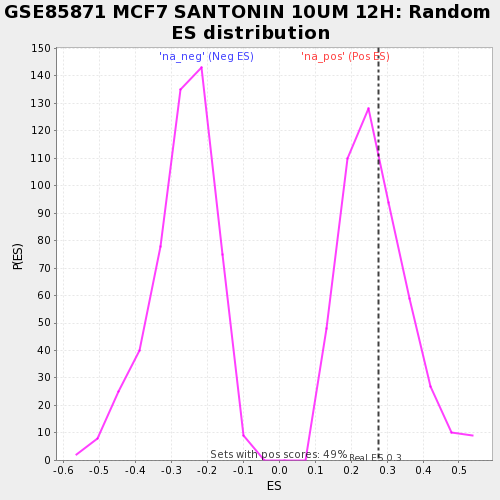 GSE85871 MCF7 SANTONIN 10UM 12H: Random
ES distribution
'na_neg' (Neg ES)
'na_pos' (Pos ES)
150
140
130
120
110
100
90
80
70
60
50
40
30
20
10
0
P(ES)
Sets with pos scores: 49%
Real ES 0.3
-0.6 -0.5 -0.4 -0.3 -0.2 -0.1 0.0 0.1 0.2 0.3 0.4 0.5
ES